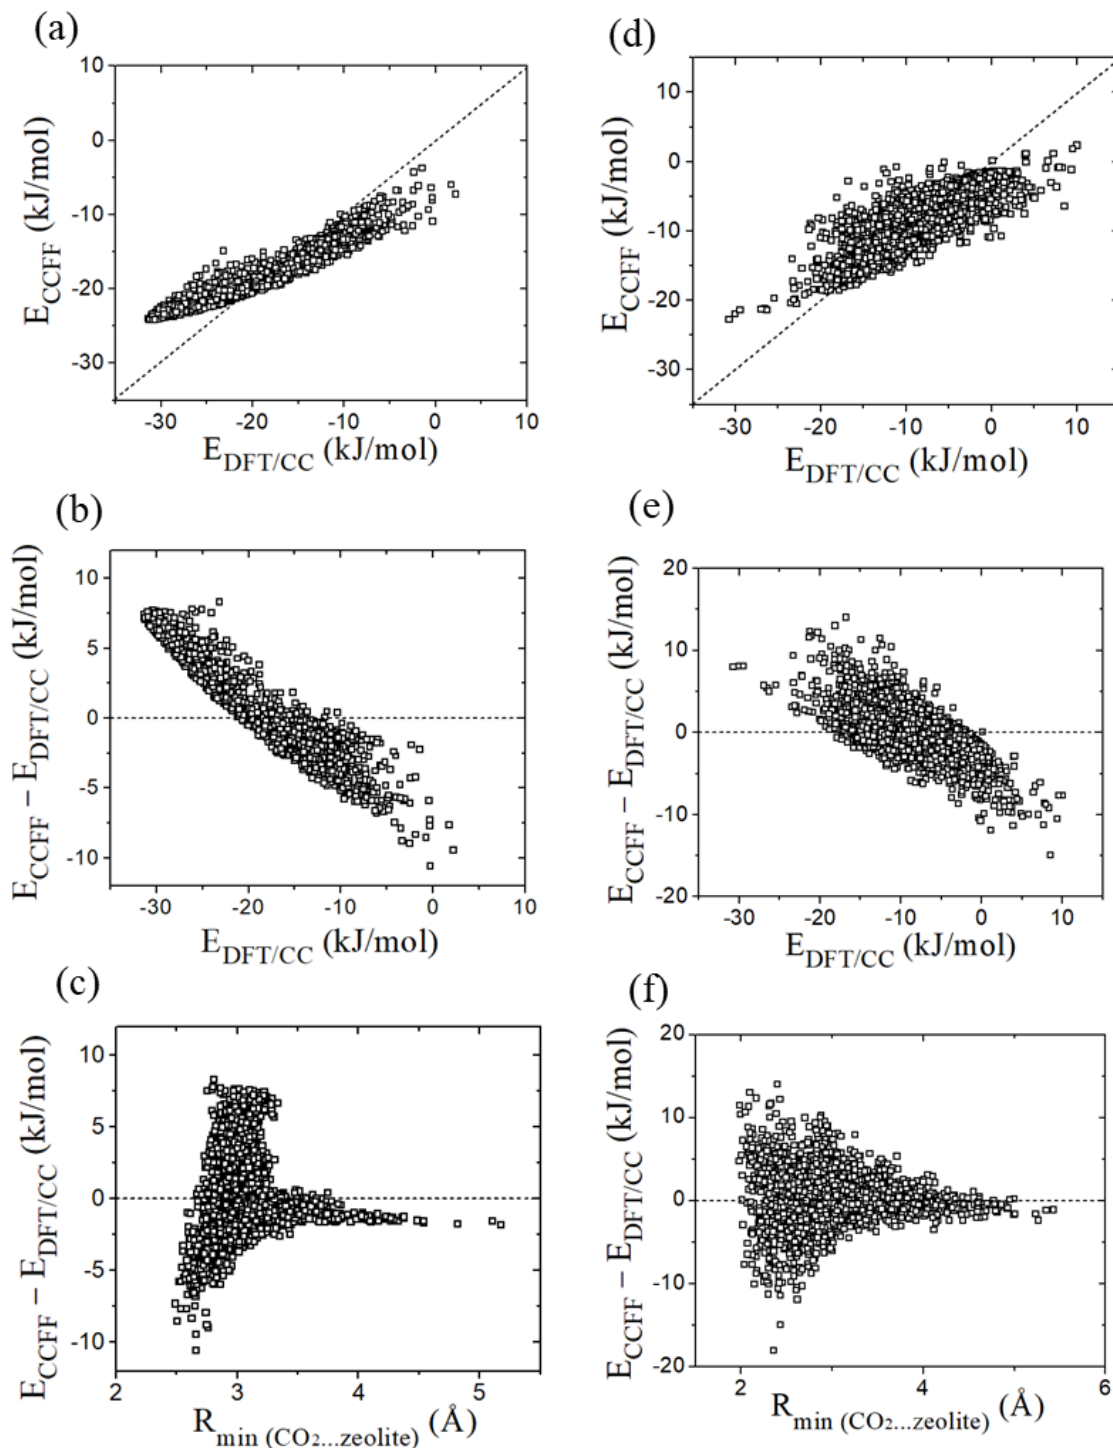 (a)
10
0
-10
-20
-30
E_CCFF (kJ/mol)
-30 -20 -10 0 10
E_DFT/CC (kJ/mol)
(d)
10
0
-10
-20
-30
E_CCFF (kJ/mol)
-30 -20 -10 0 10
E_DFT/CC (kJ/mol)
(b)
10
5
0
-5
-10
E_CCFF – E_DFT/CC (kJ/mol)
-30 -20 -10 0 10
E_DFT/CC (kJ/mol)
(e)
20
10
0
-10
-20
E_CCFF – E_DFT/CC (kJ/mol)
-30 -20 -10 0 10
E_DFT/CC (kJ/mol)
(c)
10
5
0
-5
-10
E_CCFF – E_DFT/CC (kJ/mol)
2 3 4 5
R_min (CO₂...zeolite) (Å)
(f)
20
10
0
-10
-20
E_CCFF – E_DFT/CC (kJ/mol)
2 4 6
R_min (CO₂...zeolite) (Å)